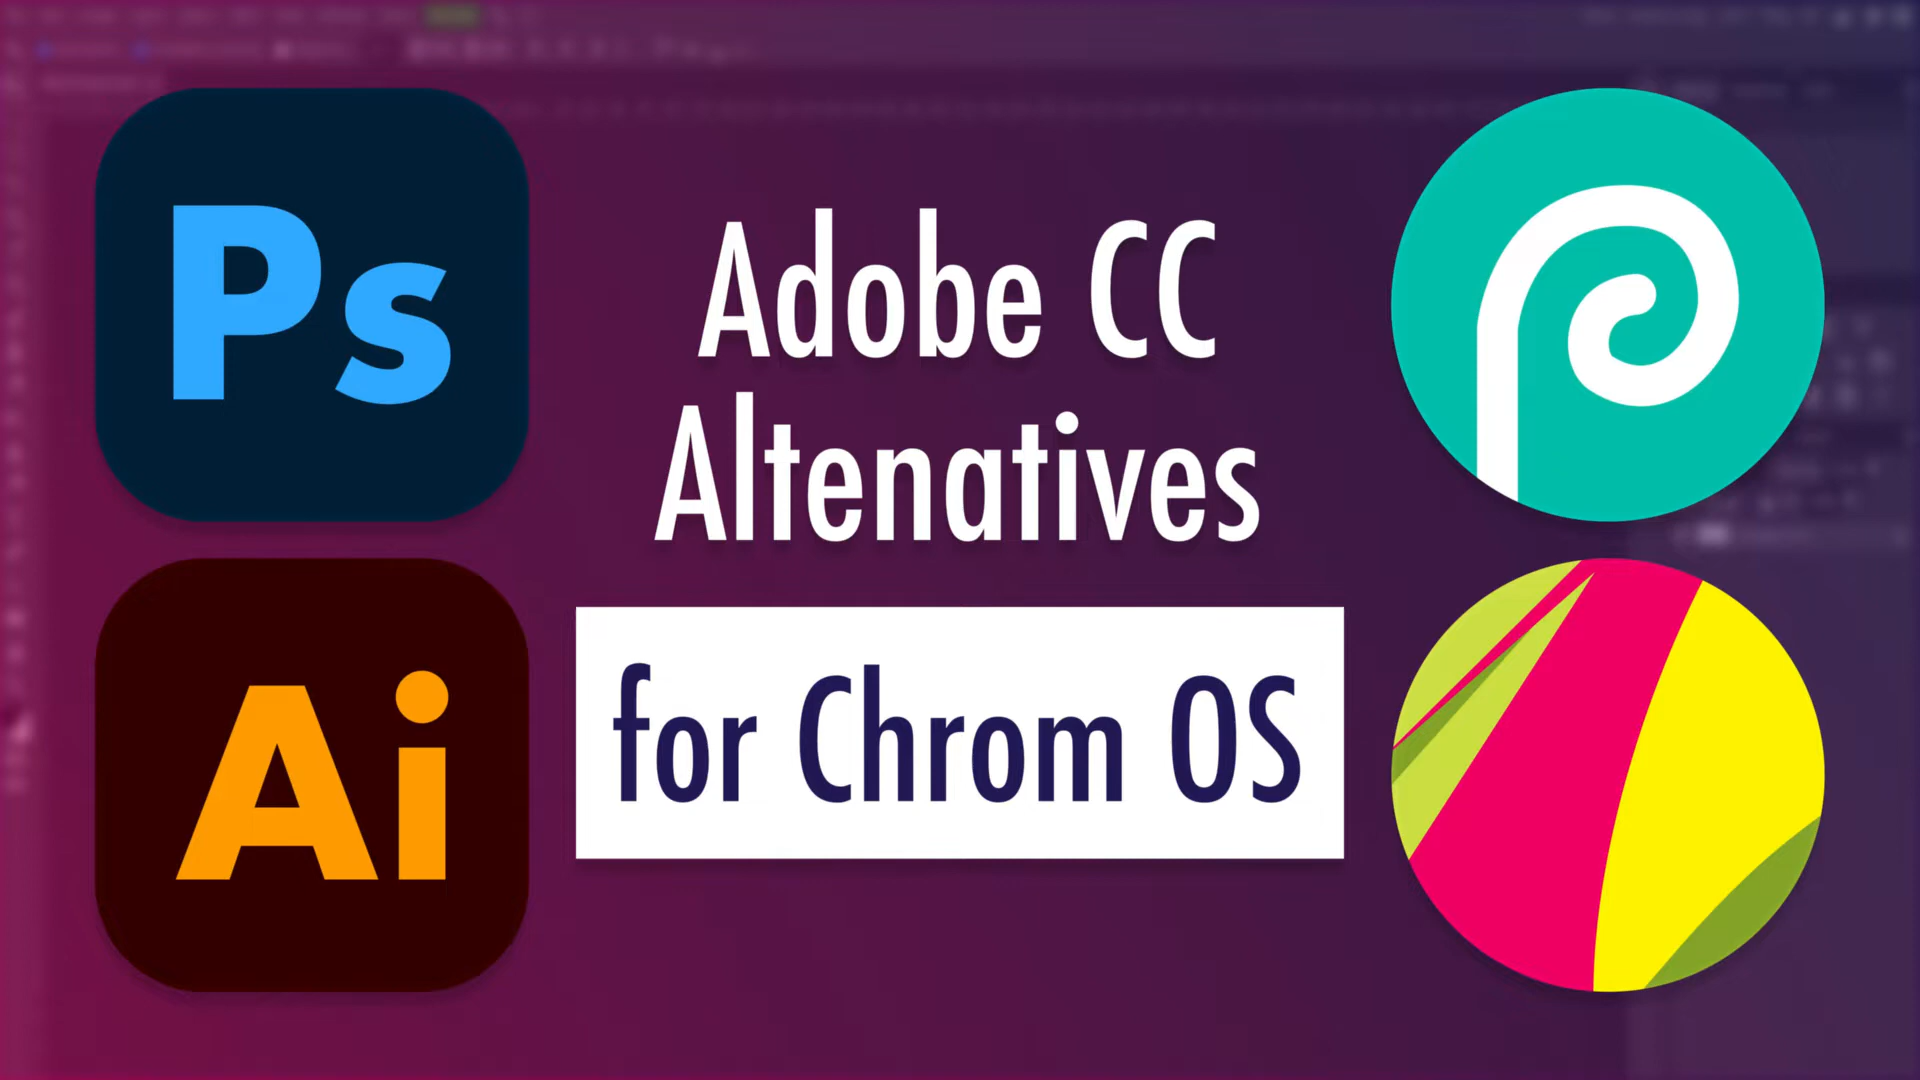 Ps
Adobe CC
Altenatives
Ai
for Chrom OS